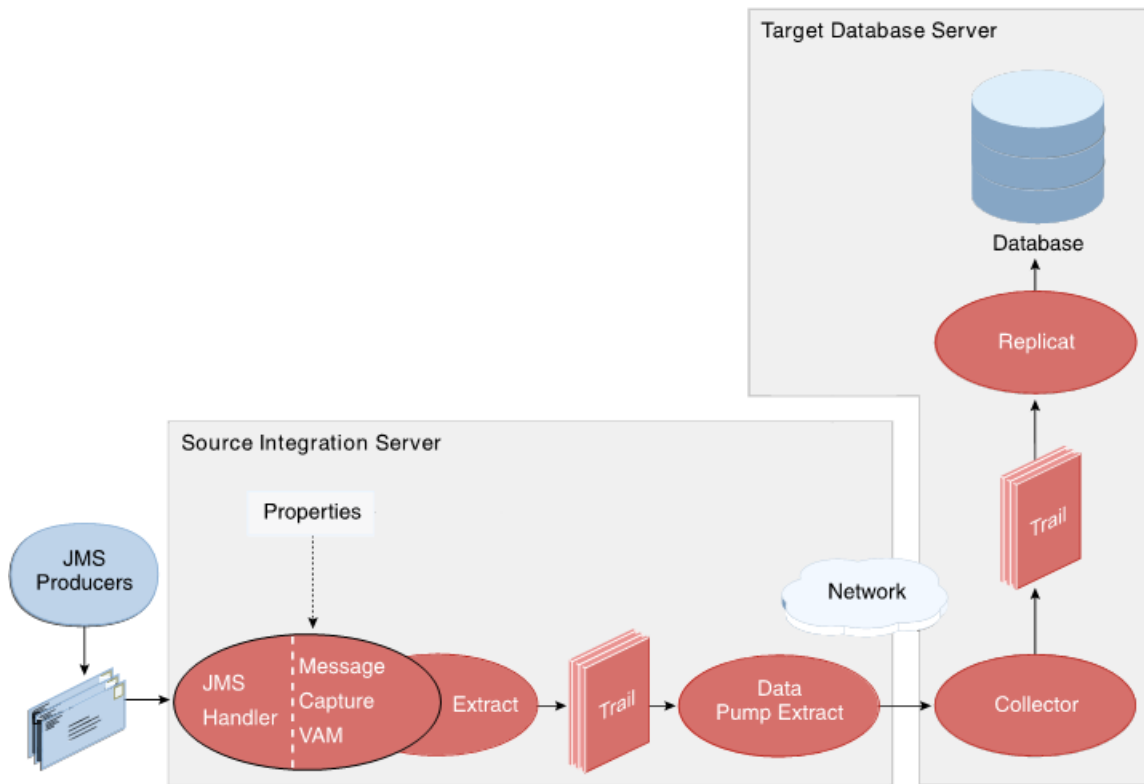 Target Database Server
Database
Replicat
Source Integration Server
Properties
Trail
JMS
Producers
Network
JMS
Handler
Message
Capture
VAM
Extract
Trail
Data
Pump Extract
Collector